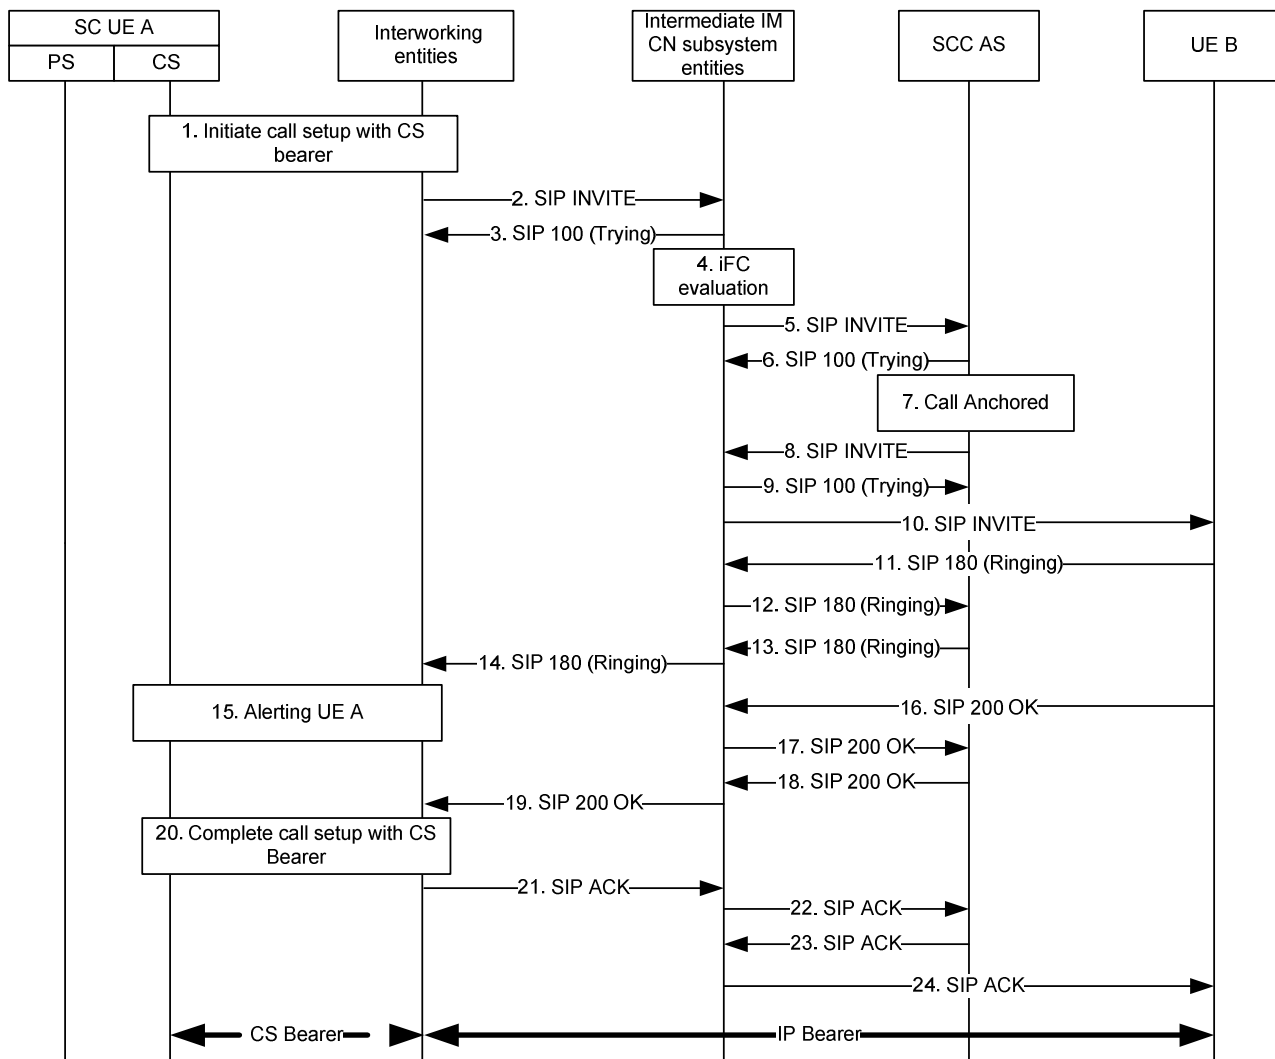 SC UE A
PS
CS
Interworking
entities
Intermediate IM
CN subsystem
entities
SCC AS
UE B
1. Initiate call setup with CS
bearer
2. SIP INVITE
3. SIP 100 (Trying)
4. iFC
evaluation
5. SIP INVITE
6. SIP 100 (Trying)
7. Call Anchored
8. SIP INVITE
9. SIP 100 (Trying)
10. SIP INVITE
11. SIP 180 (Ringing)
12. SIP 180 (Ringing)
13. SIP 180 (Ringing)
14. SIP 180 (Ringing)
15. Alerting UE A
16. SIP 200 OK
17. SIP 200 OK
18. SIP 200 OK
19. SIP 200 OK
20. Complete call setup with CS
Bearer
21. SIP ACK
22. SIP ACK
23. SIP ACK
24. SIP ACK
CS Bearer
IP Bearer